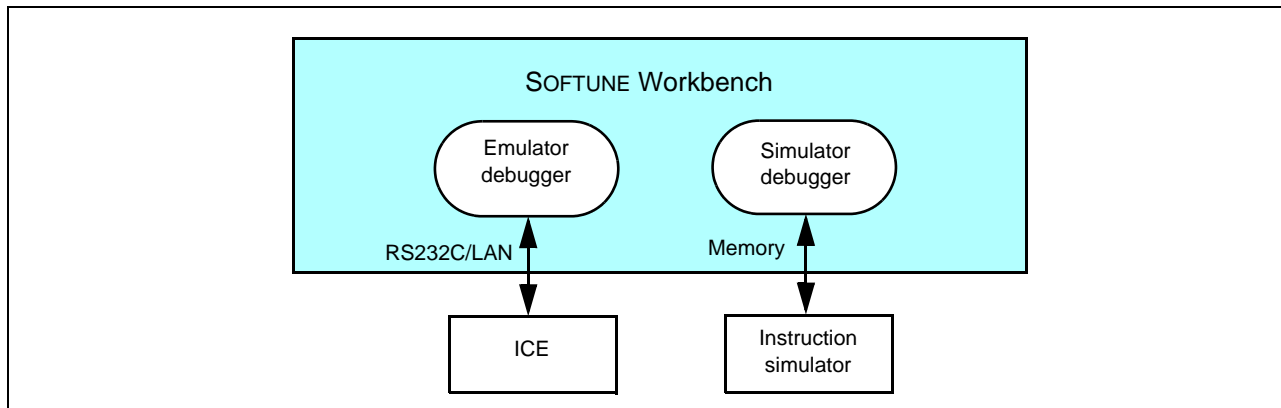 SOFTUNE Workbench
Emulator
debugger
Simulator
debugger
RS232C/LAN
Memory
ICE
Instruction
simulator